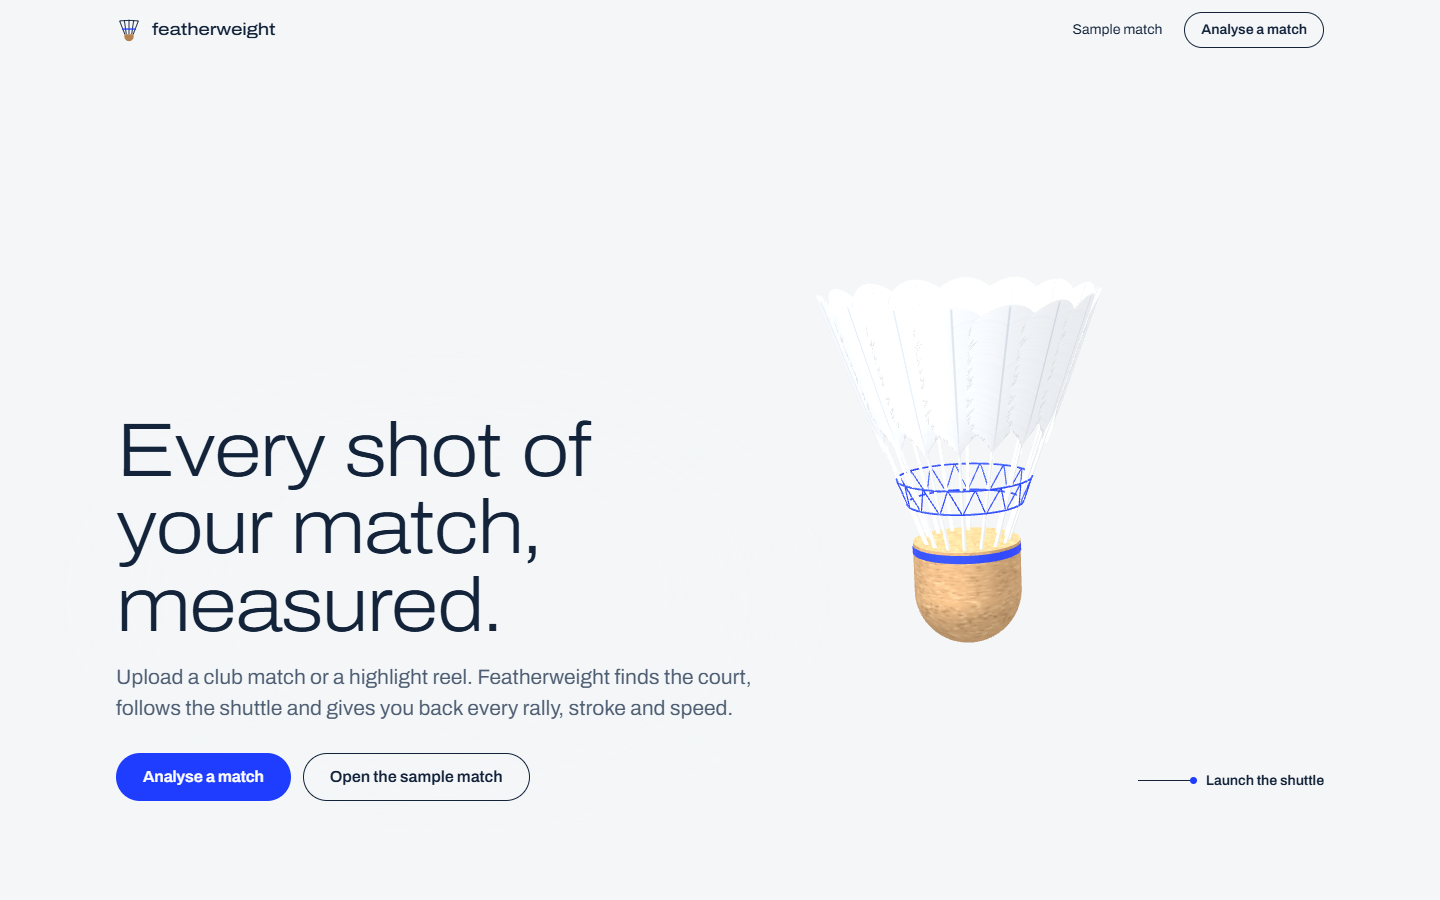 featherweight
Sample match
Analyse a match
Every shot of
your match,
measured.
Upload a club match or a highlight reel. Featherweight finds the court,
follows the shuttle and gives you back every rally, stroke and speed.
Analyse a match
Open the sample match
Launch the shuttle